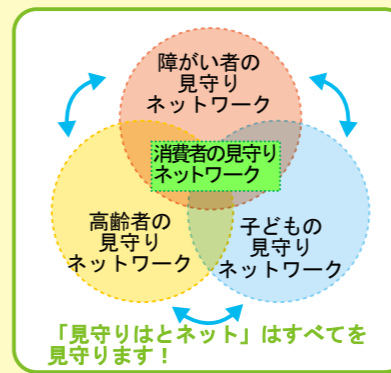 障がい者の
見守り
ネットワーク
消費者の見守り
ネットワーク
高齢者の
見守り
ネットワーク
子どもの
見守り
ネットワーク
「見守りはとネット」はすべてを
見守ります！